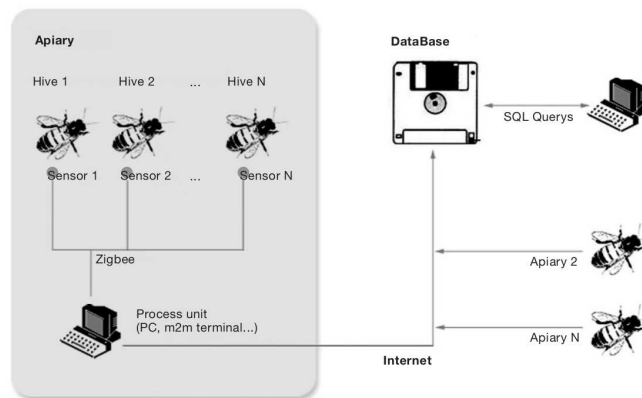 Apiary
DataBase
Hive 1 Hive 2 ... Hive N
SQL Querys
Sensor 1 Sensor 2 ... Sensor N
Zigbee
Apiary 2
Process unit
(PC, m2m terminal...)
Apiary N
Internet